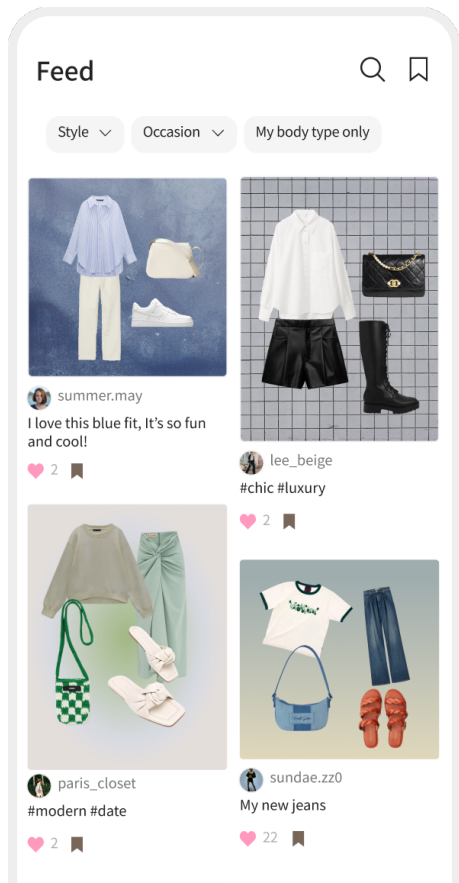 Feed
Style
Occasion
My body type only
summer.may
I love this blue fit, It's so fun
and cool!
2
lee_beige
#chic #luxury
2
paris_closet
#modern #date
2
sundae.zz0
My new jeans
22